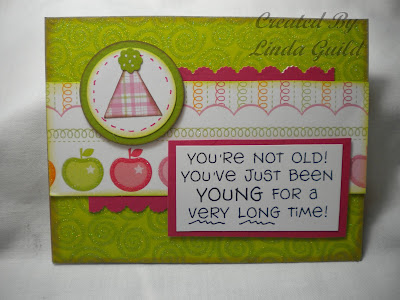 Created By
Linda Guild
YOU'RE NOT OLD!
YOU'VE JUST BEEN
YOUNG FOR A
VERY LONG TIME!